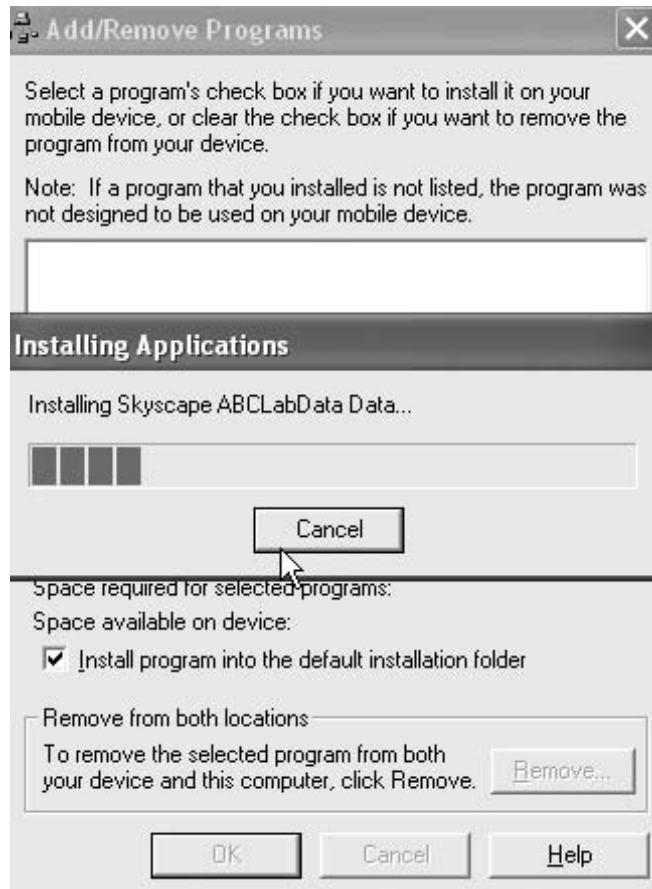 Add/Remove Programs
Select a program's check box if you want to install it on your
mobile device, or clear the check box if you want to remove the
program from your device.
Note: If a program that you installed is not listed, the program was
not designed to be used on your mobile device.
Installing Applications
Installing Skyscape ABCLabData Data...
Cancel
Space required for selected programs:
Space available on device:
Install program into the default installation folder
Remove from both locations
To remove the selected program from both
your device and this computer, click Remove.
Remove...
OK
Cancel
Help